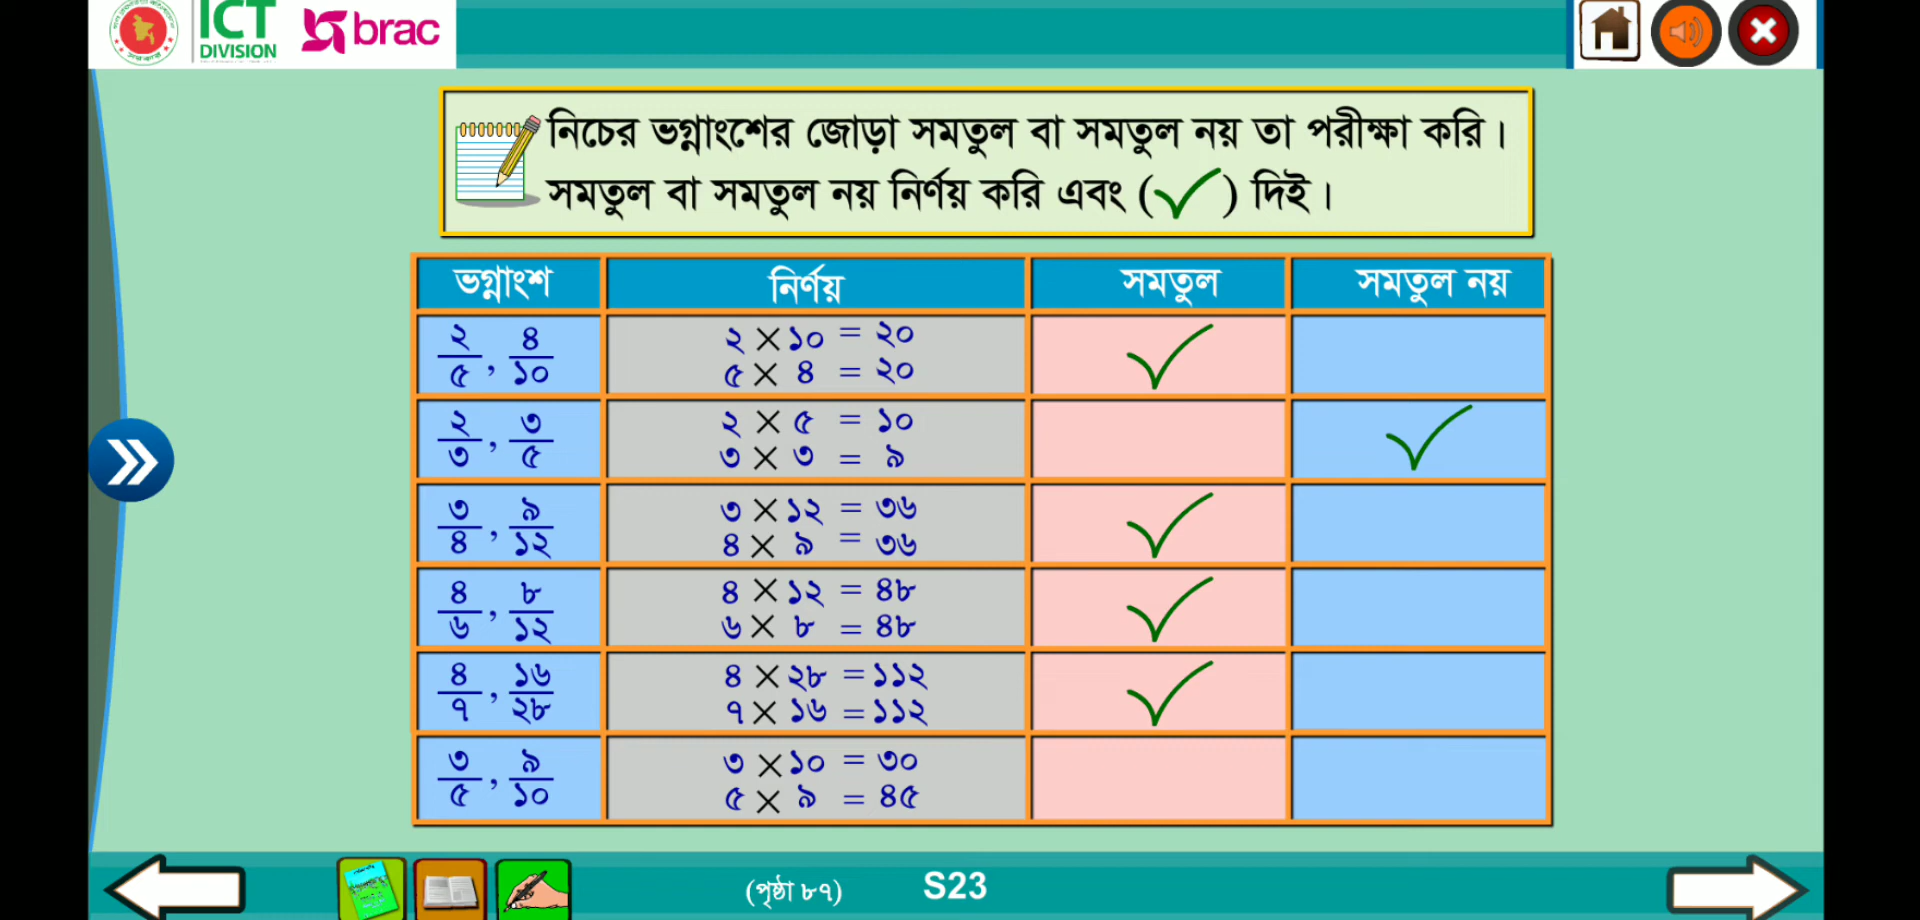 ICT
DIVISION
brac
নিচের ভগ্নাংশের জোড়া সমতুল বা সমতুল নয় তা পরীক্ষা করি।
সমতুল বা সমতুল নয় নির্ণয় করি এবং (✓) দিই।
ভগ্নাংশ নির্ণয় সমতুল সমতুল নয়
২/৫, ৪/১০ ২ × ১০ = ২০ ✓
৫ × ৪ = ২০
২/৩, ৩/৫ ২ × ৫ = ১০ ✓
৩ × ৩ = ৯
৩/৪, ৯/১২ ৩ × ১২ = ৩৬ ✓
৪ × ৯ = ৩৬
৪/৬, ৮/১২ ৪ × ১২ = ৪৮ ✓
৬ × ৮ = ৪৮
৪/৭, ১৬/২৮ ৪ × ২৮ = ১১২ ✓
৭ × ১৬ = ১১২
৩/৫, ৯/১০ ৩ × ১০ = ৩০
৫ × ৯ = ৪৫
(পৃষ্ঠা ৮৭) S23